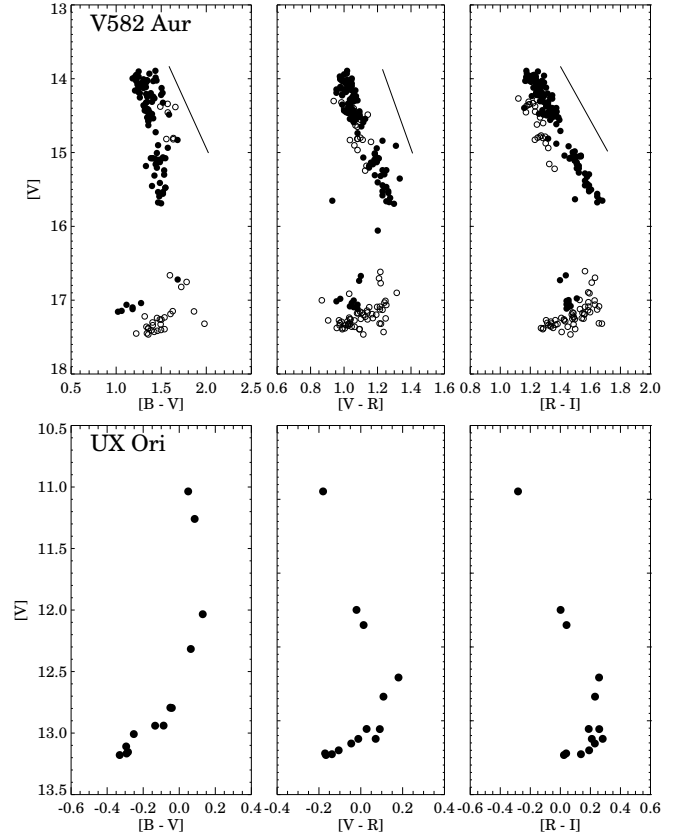 V582 Aur
13
14
15
16
17
18
[V]
0.5 1.0 1.5 2.0 2.5
0.6 0.8 1.0 1.2 1.4 1.6
0.8 1.0 1.2 1.4 1.6 1.8 2.0
[B - V] [V - R] [R - I]
UX Ori
10.5
11.0
11.5
12.0
12.5
13.0
13.5
[V]
-0.6 -0.4 -0.2 0.0 0.2 0.4
-0.4 -0.2 0.0 0.2 0.4
-0.6 -0.4 -0.2 0.0 0.2 0.4 0.6
[B - V] [V - R] [R - I]